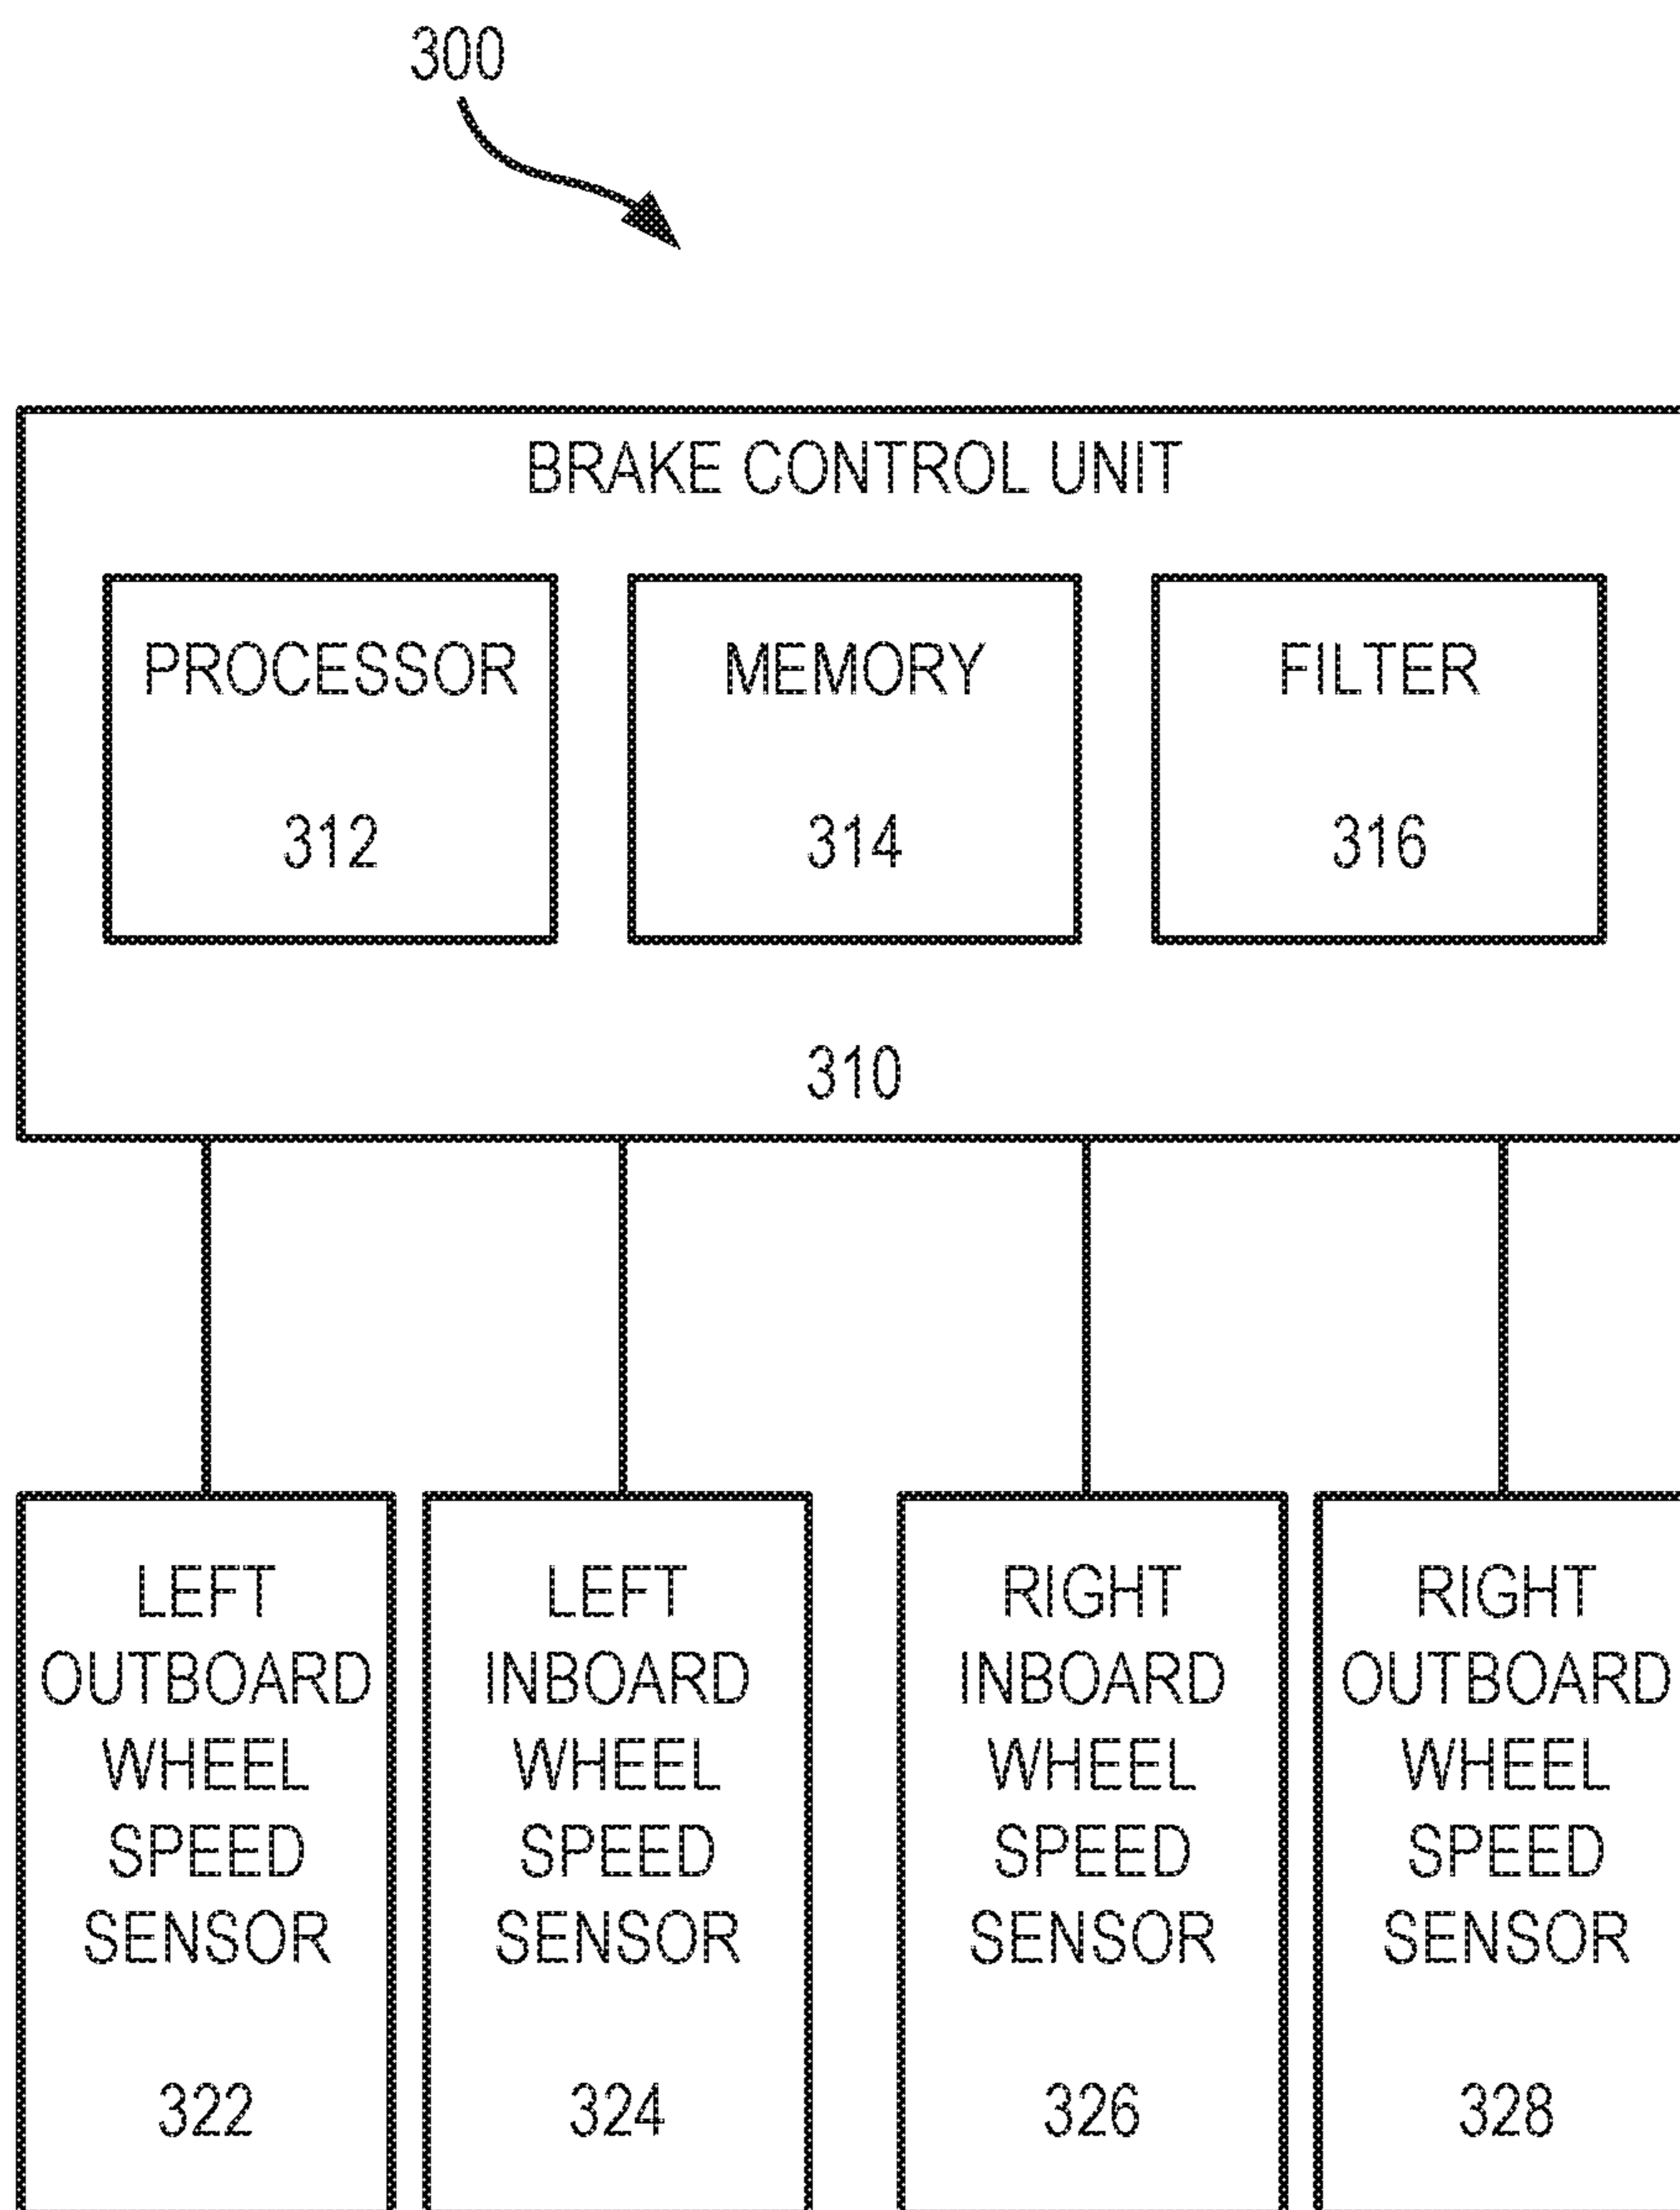 300
BRAKE CONTROL UNIT
PROCESSOR
312
MEMORY
314
FILTER
316
310
LEFT
OUTBOARD
WHEEL
SPEED
SENSOR
322
LEFT
INBOARD
WHEEL
SPEED
SENSOR
324
RIGHT
INBOARD
WHEEL
SPEED
SENSOR
326
RIGHT
OUTBOARD
WHEEL
SPEED
SENSOR
328